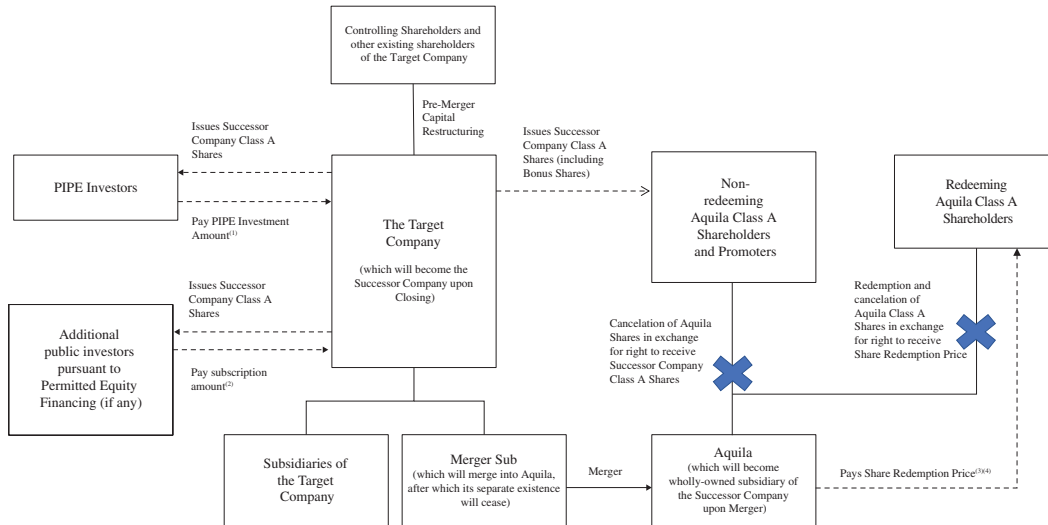 Controlling Shareholders and
other existing shareholders
of the Target Company
Pre-Merger
Capital
Restructuring
Issues Successor
Company Class A
Shares
PIPE Investors
Pay PIPE Investment
Amount(1)
Issues Successor
Company Class A
Shares (including
Bonus Shares)
The Target
Company
(which will become the
Successor Company upon
Closing)
Non-
redeeming
Aquila Class A
Shareholders
and Promoters
Redeeming
Aquila Class A
Shareholders
Issues Successor
Company Class A
Shares
Additional
public investors
pursuant to
Permitted Equity
Financing (if any)
Pay subscription
amount(2)
Cancelation of Aquila
Shares in exchange
for right to receive
Successor Company
Class A Shares
Redemption and
cancelation of
Aquila Class A
Shares in exchange
for right to receive
Share Redemption Price
Subsidiaries of
the Target
Company
Merger Sub
(which will merge into Aquila,
after which its separate existence
will cease)
Merger
Aquila
(which will become
wholly-owned subsidiary of
the Successor Company
upon Merger)
Pays Share Redemption Price(3)(4)